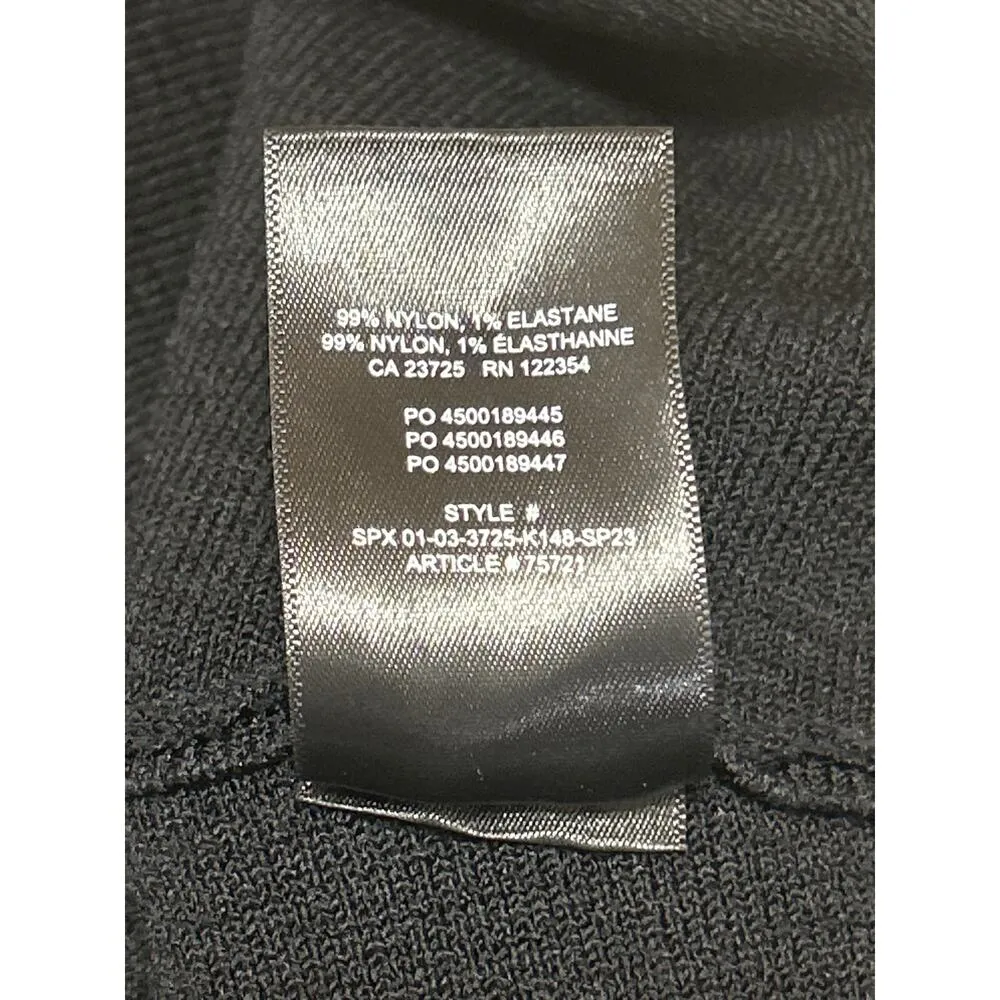 99% NYLON, 1% ELASTANE
99% NYLON, 1% ÉLASTHANNE
CA 23725 RN 122354
PO 4500189445
PO 4500189446
PO 4500189447
STYLE #
SPX 01-03-3725-K148-SP23
ARTICLE # 75721